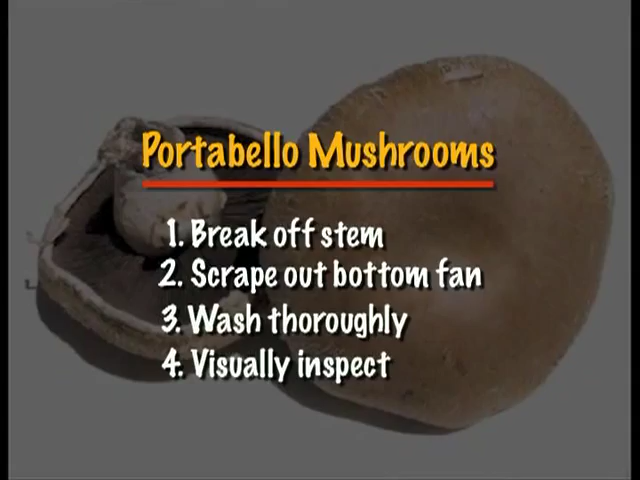 Portabello Mushrooms
1. Break off stem
2. Scrape out bottom fan
3. Wash thoroughly
4. Visually inspect